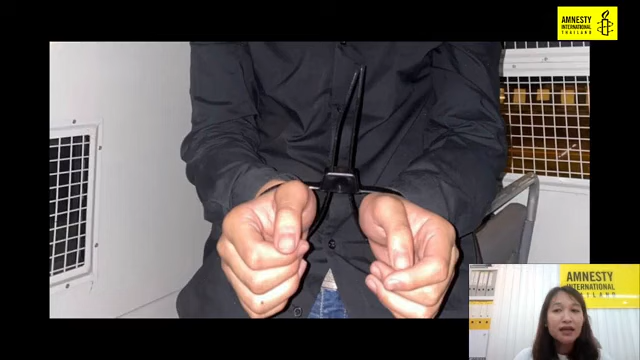 AMNESTY
INTERNATIONAL
THAILAND
AMNESTY
INTERNATIONAL
THAILAND